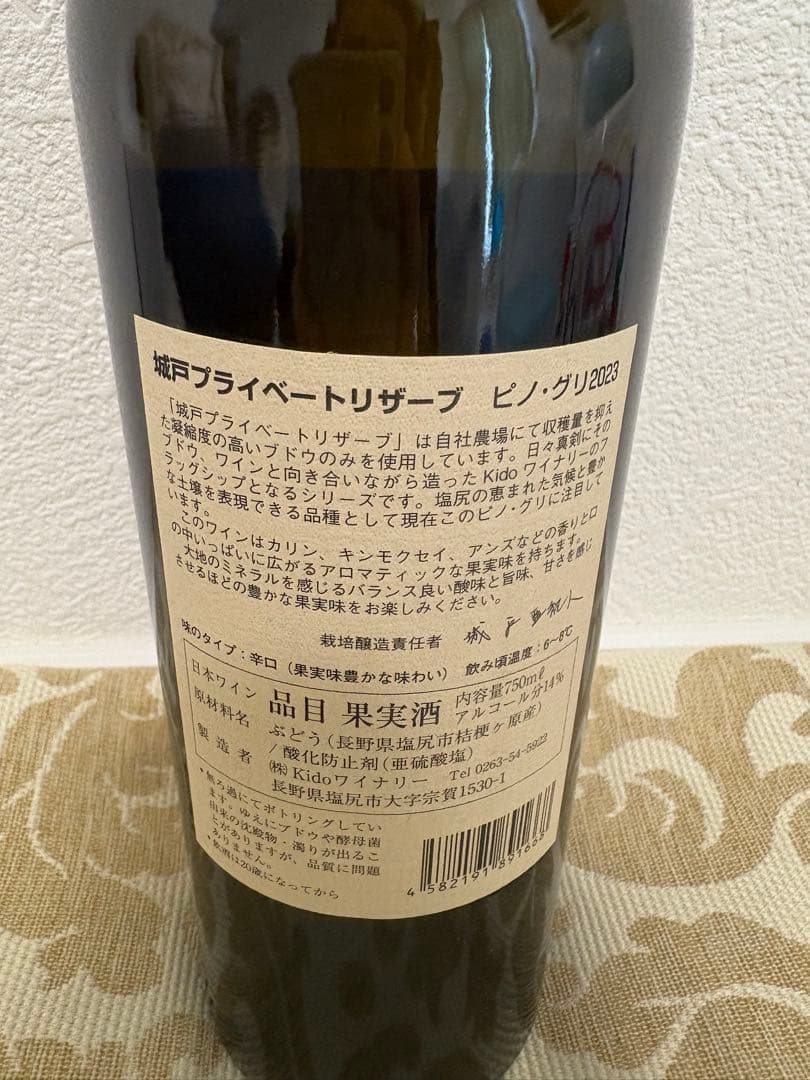 城戸プライベートリザーブ　ピノ・グリ2023
「城戸プライベートリザーブ」は自社農場にて収穫量を抑え
た凝縮度の高いブドウのみを使用しています。日々真剣にその
ブドウ、ワインと向き合いながら造ったKidoワイナリーのフ
ラッグシップとなるシリーズです。塩尻の恵まれた気候と豊か
な土壌を表現できる品種として現在このピノ・グリに注目して
います。
このワインはカリン、キンモクセイ、アンズなどの香りと口
の中いっぱいに広がるアロマティックな果実味を持ちます。
大地のミネラルを感じるバランス良い酸味と旨味、甘さを感じ
させるほどの豊かな果実味をお楽しみください。
栽培醸造責任者
味のタイプ：辛口（果実味豊かな味わい）　飲み頃温度：6～8℃
日本ワイン　品目 果実酒　内容量750mℓ
アルコール分14%
原材料名　ぶどう（長野県塩尻市桔梗ヶ原産）
/ 酸化防止剤（亜硫酸塩）
製造者　㈱Kidoワイナリー　Tel 0263-54-5922
長野県塩尻市大字宗賀1530-1
•無ろ過にてボトリングしてい
ます。ゆえにブドウや酵母菌
由来の沈殿物・濁りが出るこ
とがありますが、品質に問題
ありません。
•飲酒は20歳になってから